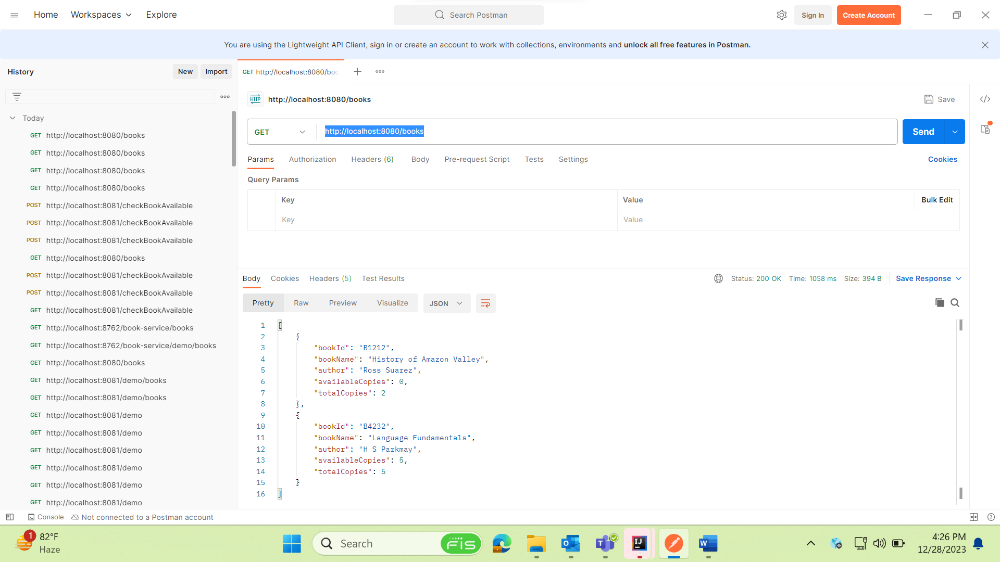 Home Workspaces Explore
Search Postman
Sign In Create Account
You are using the Lightweight API Client, sign in or create an account to work with collections, environments and unlock all free features in Postman.
History New Import
GET http://localhost:8080/boo
HTTP http://localhost:8080/books
Save
GET http://localhost:8080/books Send
Params Authorization Headers (6) Body Pre-request Script Tests Settings Cookies
Query Params
Key Value Bulk Edit
Key Value
Today
GET http://localhost:8080/books
GET http://localhost:8080/books
GET http://localhost:8080/books
GET http://localhost:8080/books
POST http://localhost:8081/checkBookAvailable
POST http://localhost:8081/checkBookAvailable
POST http://localhost:8081/checkBookAvailable
GET http://localhost:8080/books
POST http://localhost:8081/checkBookAvailable
POST http://localhost:8081/checkBookAvailable
GET http://localhost:8081/checkBookAvailable
GET http://localhost:8762/book-service/books
GET http://localhost:8762/book-service/demo/books
GET http://localhost:8080/books
GET http://localhost:8081/demo/books
GET http://localhost:8081/demo/books
GET http://localhost:8081/demo
GET http://localhost:8081/demo
GET http://localhost:8081/demo
GET http://localhost:8081/demo
GET http://localhost:8081/demo
GET http://localhost:8081/demo
Body Cookies Headers (5) Test Results
Status: 200 OK Time: 1058 ms Size: 394 B Save Response
Pretty Raw Preview Visualize JSON
1 [
2 {
3 "bookId": "B1212",
4 "bookName": "History of Amazon Valley",
5 "author": "Ross Suarez",
6 "availableCopies": 0,
7 "totalCopies": 2
8 },
9 {
10 "bookId": "B4232",
11 "bookName": "Language Fundamentals",
12 "author": "H S Parkmay",
13 "availableCopies": 5,
14 "totalCopies": 5
15 }
16 ]
Console Not connected to a Postman account
1 82°F
Haze
Search fis
O T IJ W
4:26 PM
12/28/2023